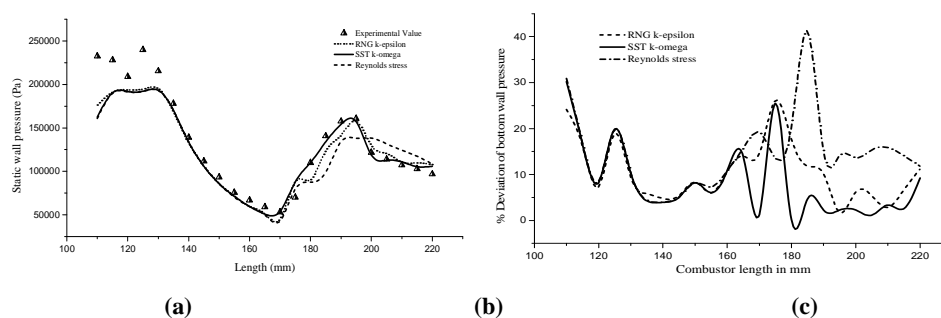 250000
200000
150000
100000
50000
Static wall pressure (Pa)
Experimental Value
RNG k-epsilon
SST k-omega
Reynolds stress
100 120 140 160 180 200 220
Length (mm)
40
30
20
10
0
% Deviation of bottom wall pressure
c
RNG k-epsilon
SST k-omega
Reynolds stress
100 120 140 160 180 200 220
Combustor length in mm
(a) (b) (c)